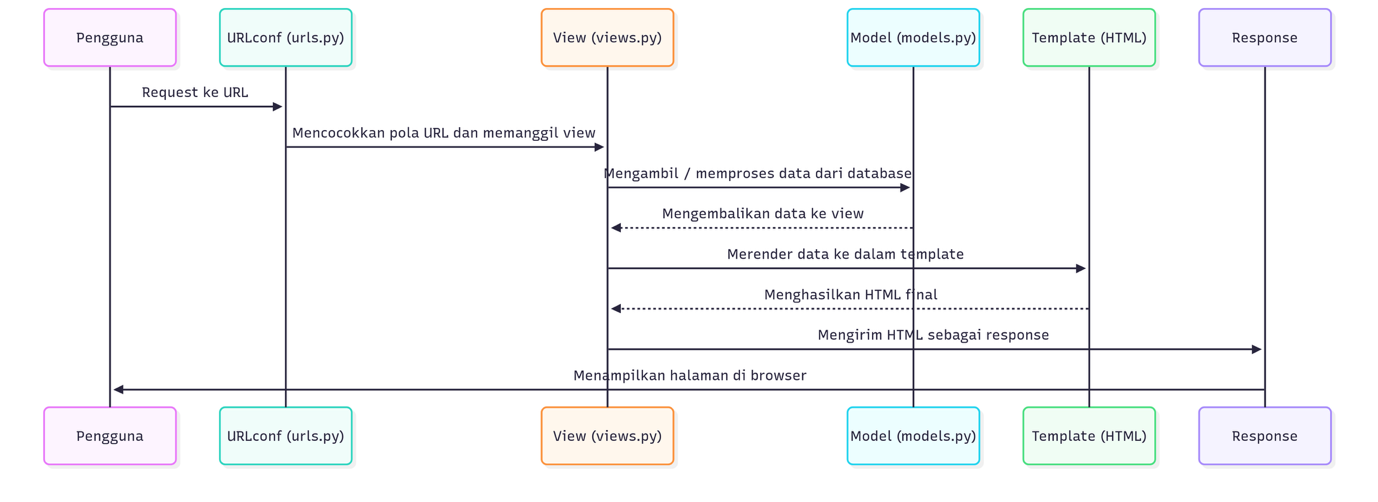 Pengguna
URLconf (urls.py)
View (views.py)
Model (models.py)
Template (HTML)
Response
Request ke URL
Mencocokkan pola URL dan memanggil view
Mengambil / memproses data dari database
Mengembalikan data ke view
Merender data ke dalam template
Menghasilkan HTML final
Mengirim HTML sebagai response
Menampilkan halaman di browser
Pengguna
URLconf (urls.py)
View (views.py)
Model (models.py)
Template (HTML)
Response